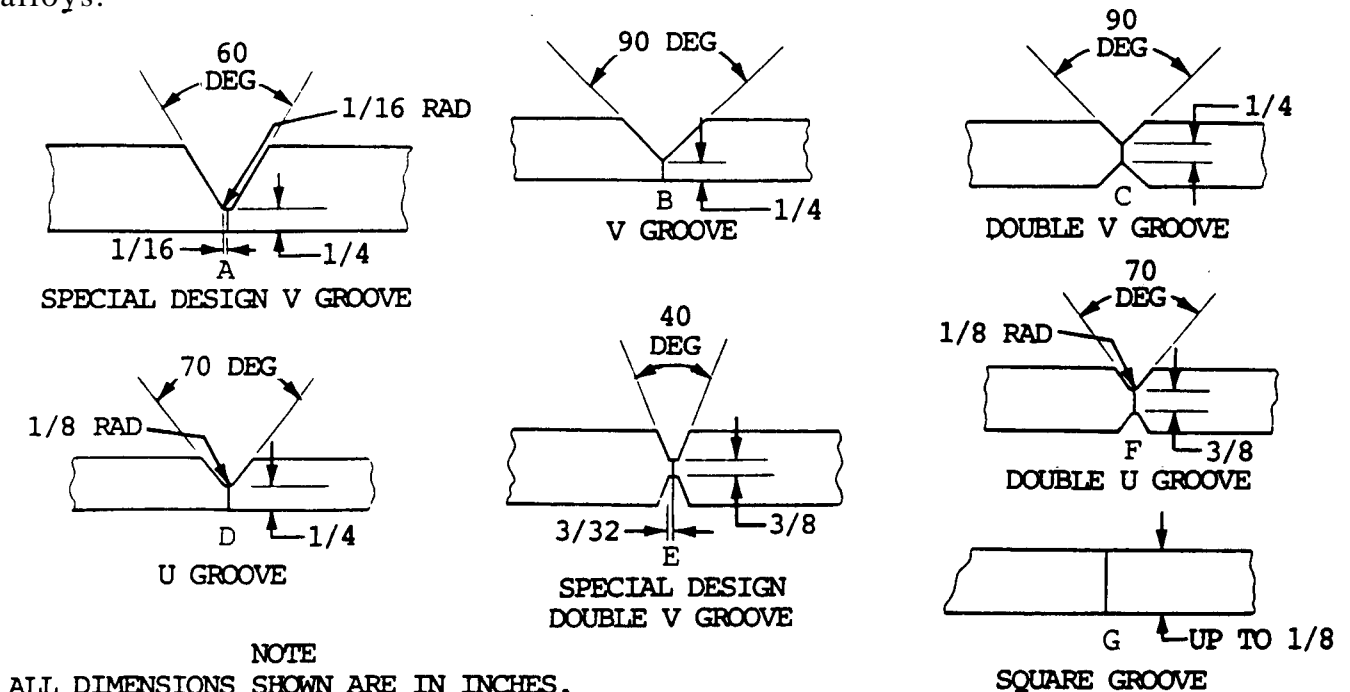 alloys.
60
DEG
1/16 RAD
1/16
1/4
A
SPECIAL DESIGN V GROOVE
90 DEG
B
1/4
V GROOVE
90
DEG
1/4
C
DOUBLE V GROOVE
70 DEG
1/8 RAD
D
1/4
U GROOVE
40
DEG
3/32
3/8
E
SPECIAL DESIGN
DOUBLE V GROOVE
70
DEG
1/8 RAD
F
3/8
DOUBLE U GROOVE
G
UP TO 1/8
SQUARE GROOVE
NOTE
ALL DIMENSIONS SHOWN ARE IN INCHES.